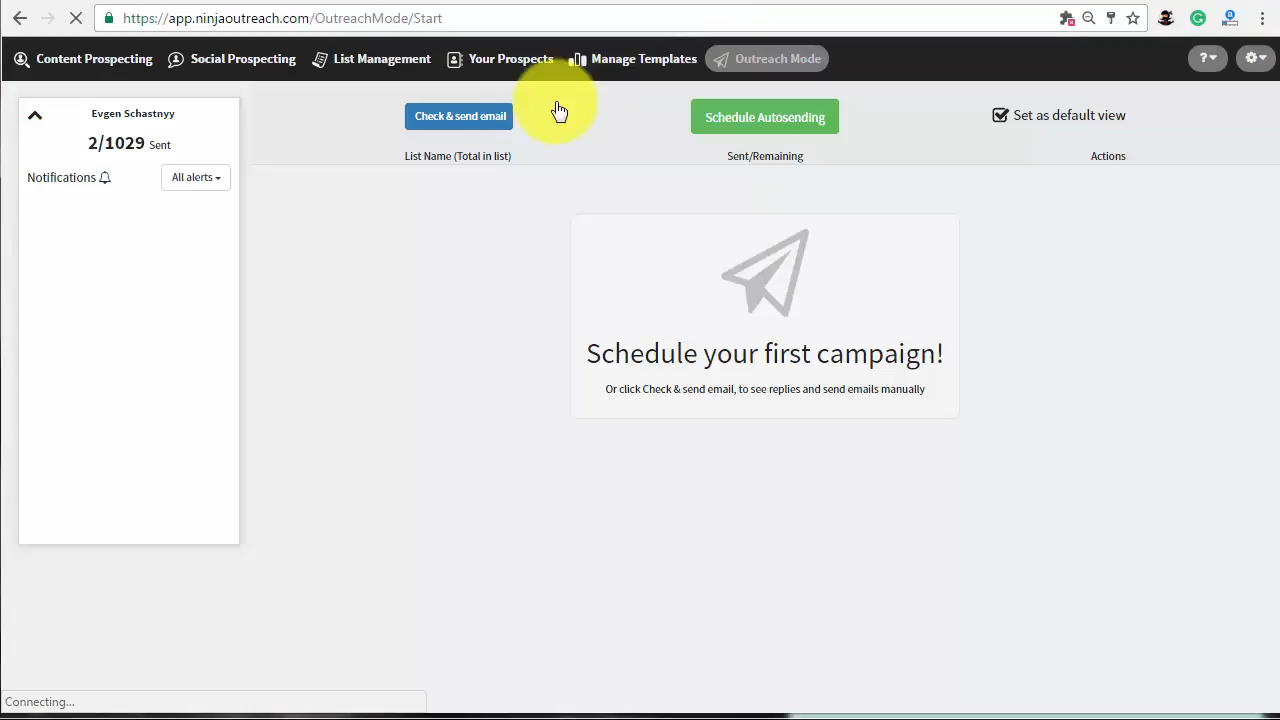 https://app.ninjaoutreach.com/OutreachMode/Start
Content Prospecting Social Prospecting List Management Your Prospects Manage Templates Outreach Mode ?
Evgen Schastnyy
2/1029 Sent
Notifications All alerts
Check & send email Schedule Autosending Set as default view
List Name (Total in list) Sent/Remaining Actions
Schedule your first campaign!
Or click Check & send email, to see replies and send emails manually
Connecting...